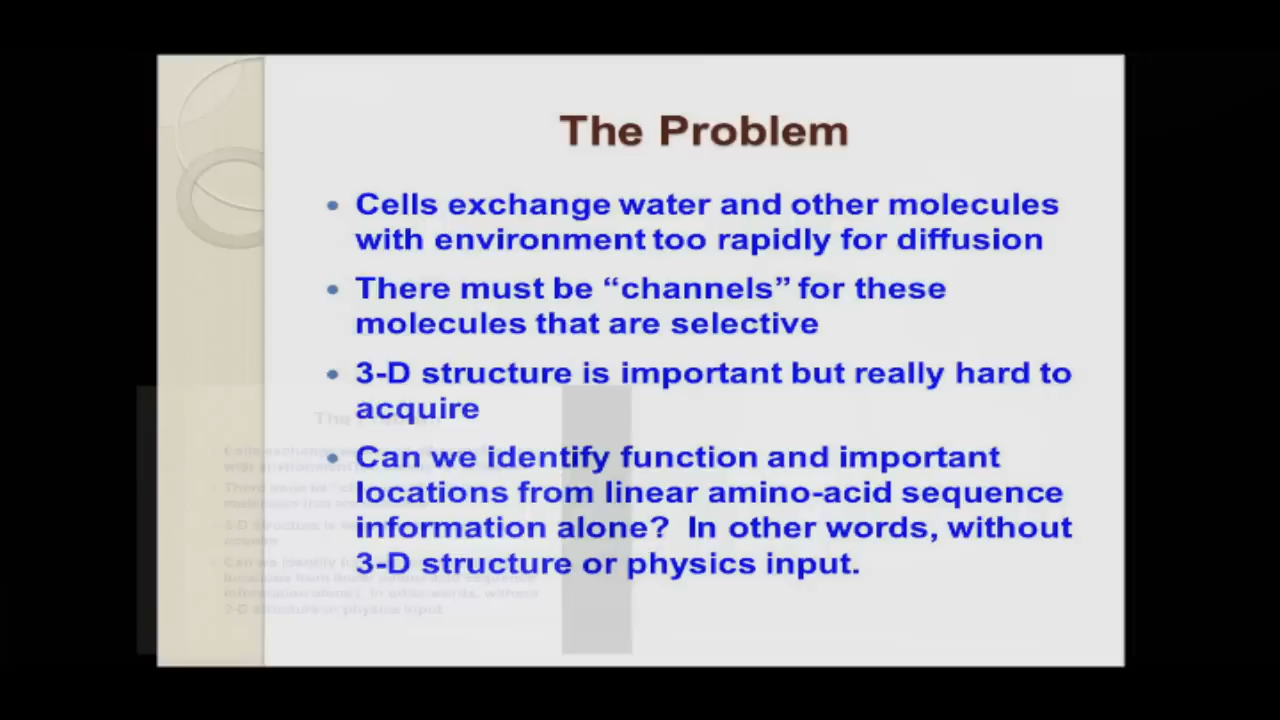 The Problem
Cells exchange water and other molecules
with environment too rapidly for diffusion
There must be “channels” for these
molecules that are selective
3-D structure is important but really hard to
acquire
Can we identify function and important
locations from linear amino-acid sequence
information alone? In other words, without
3-D structure or physics input.